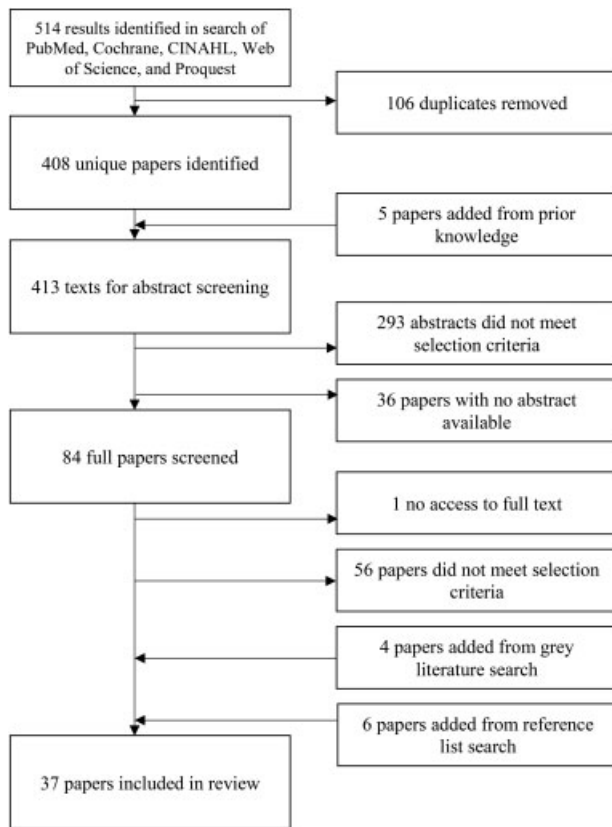 514 results identified in search of
PubMed, Cochrane, CINAHL, Web
of Science, and Proquest
106 duplicates removed
408 unique papers identified
5 papers added from prior
knowledge
413 texts for abstract screening
293 abstracts did not meet
selection criteria
36 papers with no abstract
available
84 full papers screened
1 no access to full text
56 papers did not meet selection
criteria
4 papers added from grey
literature search
6 papers added from reference
list search
37 papers included in review